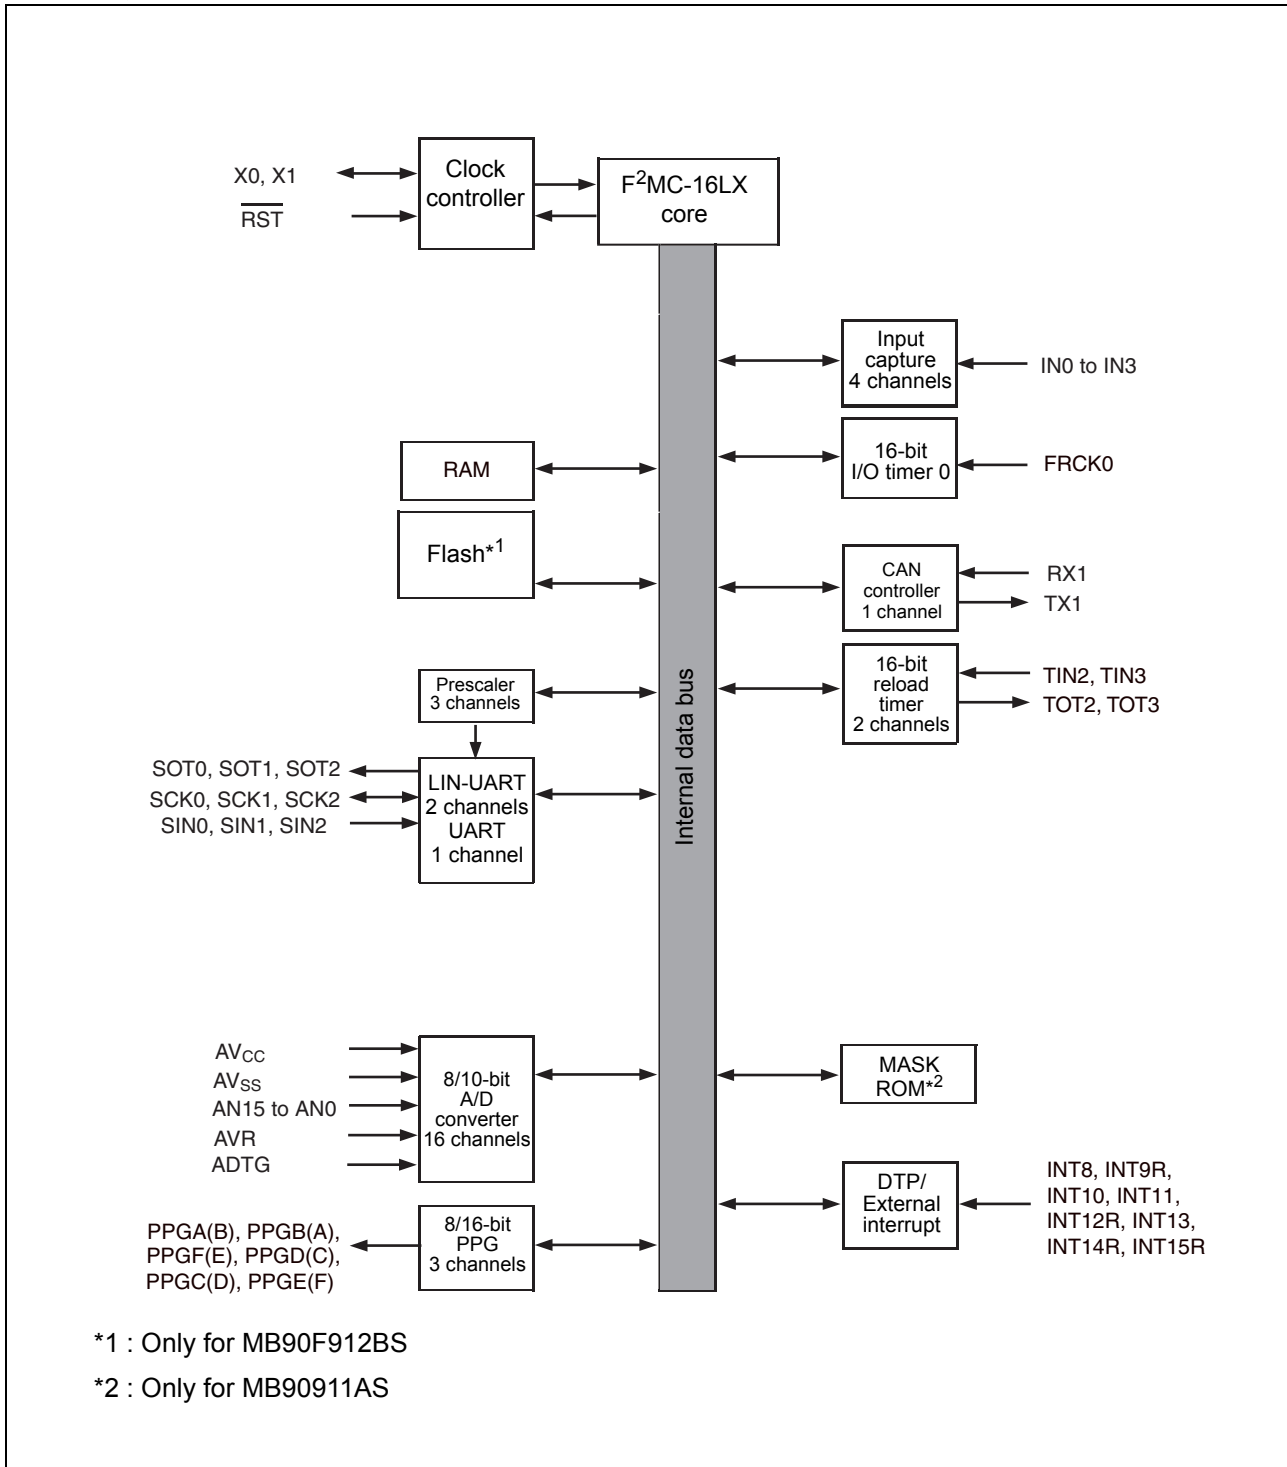 X0, X1
RST
Clock
controller
F²MC-16LX
core
Input
capture
4 channels
IN0 to IN3
16-bit
I/O timer 0
FRCK0
RAM
Flash*1
CAN
controller
1 channel
RX1
TX1
16-bit
reload
timer
2 channels
TIN2, TIN3
TOT2, TOT3
Prescaler
3 channels
Internal data bus
SOT0, SOT1, SOT2
SCK0, SCK1, SCK2
SIN0, SIN1, SIN2
LIN-UART
2 channels
UART
1 channel
AVCC
AVSS
AN15 to AN0
AVR
ADTG
8/10-bit
A/D
converter
16 channels
MASK
ROM*2
DTP/
External
interrupt
INT8, INT9R,
INT10, INT11,
INT12R, INT13,
INT14R, INT15R
PPGA(B), PPGB(A),
PPGF(E), PPGD(C),
PPGC(D), PPGE(F)
8/16-bit
PPG
3 channels
*1 : Only for MB90F912BS
*2 : Only for MB90911AS